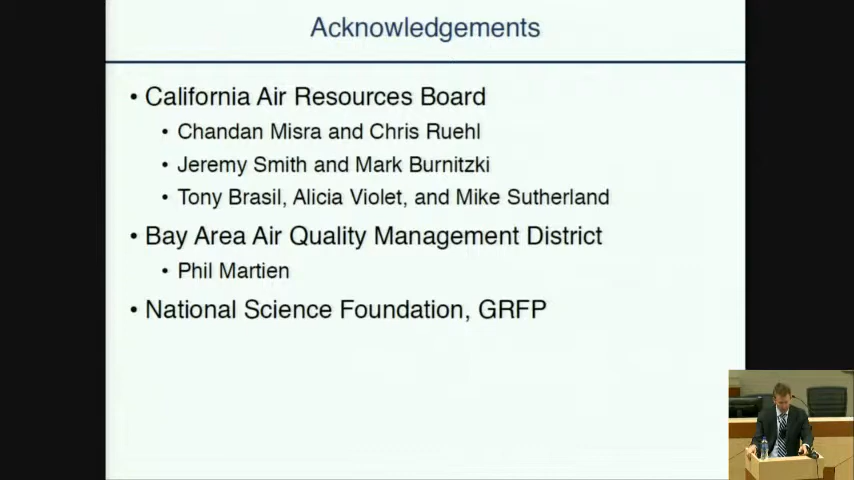 Acknowledgements
• California Air Resources Board
• Chandan Misra and Chris Ruehl
• Jeremy Smith and Mark Burnitzki
• Tony Brasil, Alicia Violet, and Mike Sutherland
• Bay Area Air Quality Management District
• Phil Martien
• National Science Foundation, GRFP